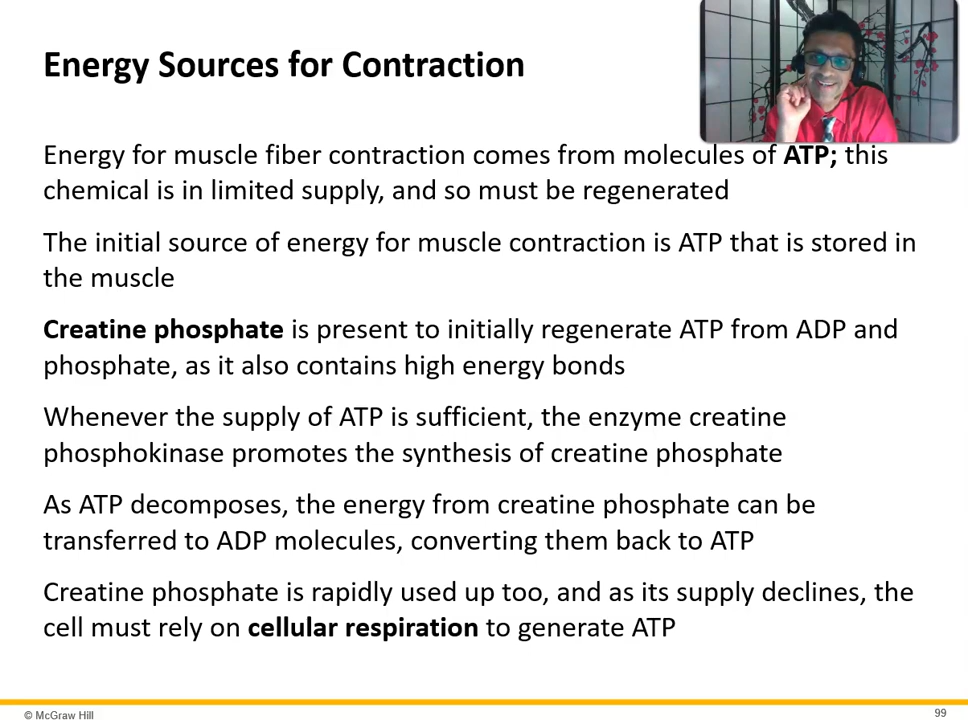 Energy Sources for Contraction
Energy for muscle fiber contraction comes from molecules of ATP; this
chemical is in limited supply, and so must be regenerated
The initial source of energy for muscle contraction is ATP that is stored in
the muscle
Creatine phosphate is present to initially regenerate ATP from ADP and
phosphate, as it also contains high energy bonds
Whenever the supply of ATP is sufficient, the enzyme creatine
phosphokinase promotes the synthesis of creatine phosphate
As ATP decomposes, the energy from creatine phosphate can be
transferred to ADP molecules, converting them back to ATP
Creatine phosphate is rapidly used up too, and as its supply declines, the
cell must rely on cellular respiration to generate ATP
© McGraw Hill
99